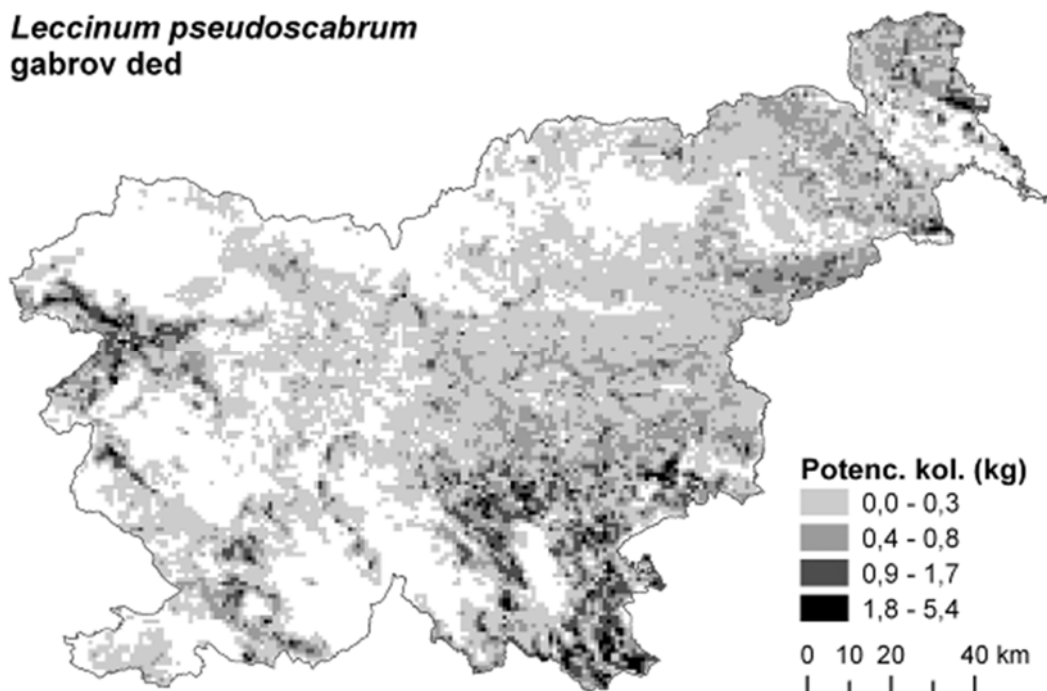 Leccinum pseudoscabrum
gabrov ded
Potenc. kol. (kg)
0,0 - 0,3
0,4 - 0,8
0,9 - 1,7
1,8 - 5,4
0 10 20 40 km